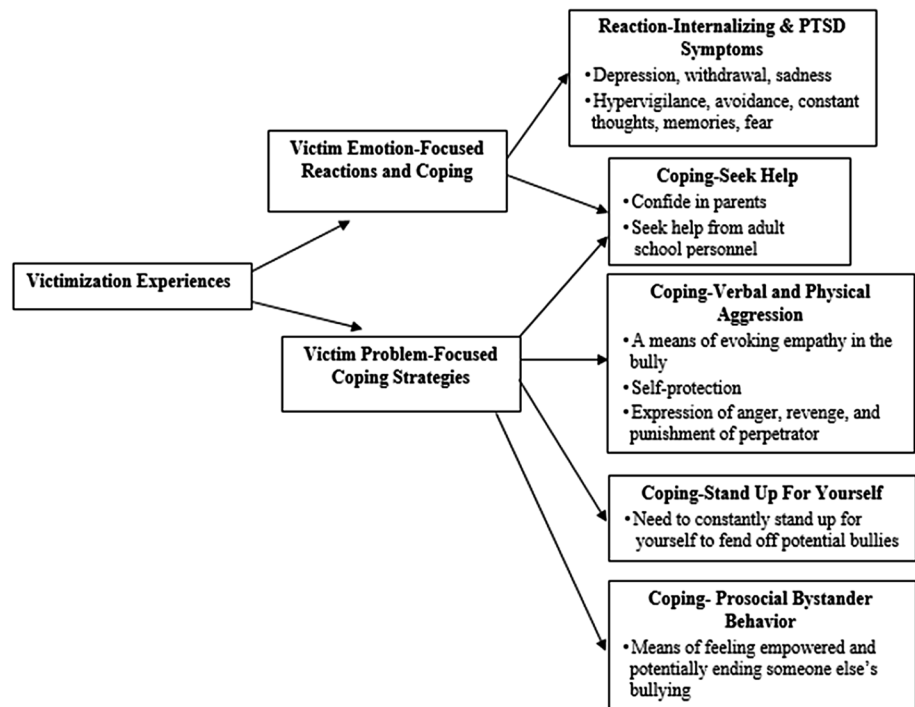 Reaction-Internalizing & PTSD
Symptoms
•Depression, withdrawal, sadness
•Hypervigilance, avoidance, constant
thoughts, memories, fear
Victim Emotion-Focused
Reactions and Coping
Coping-Seek Help
•Confide in parents
•Seek help from adult
school personnel
Victimization Experiences
Coping-Verbal and Physical
Aggression
•A means of evoking empathy in the
bully
•Self-protection
•Expression of anger, revenge, and
punishment of perpetrator
Victim Problem-Focused
Coping Strategies
Coping-Stand Up For Yourself
•Need to constantly stand up for
yourself to fend off potential bullies
Coping- Prosocial Bystander
Behavior
•Means of feeling empowered and
potentially ending someone else's
bullying